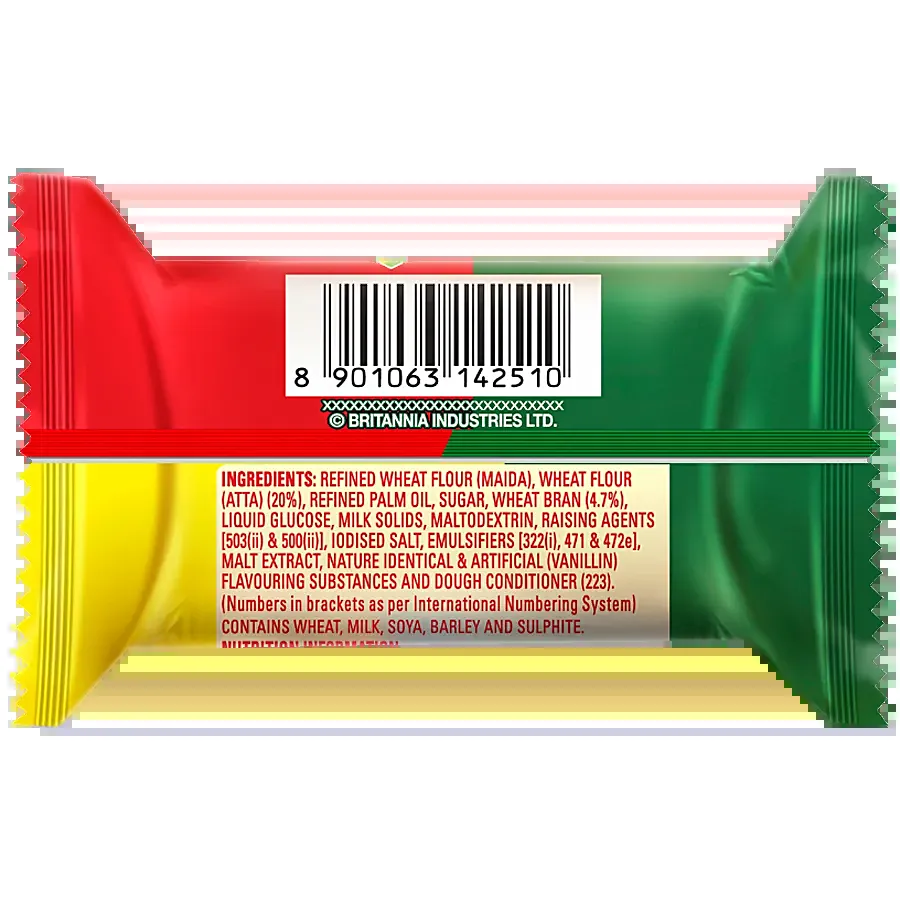 8 901063 142510
XXXXXXXXXXXXXXXXXXXXXXXXXX
© BRITANNIA INDUSTRIES LTD.
INGREDIENTS: REFINED WHEAT FLOUR (MAIDA), WHEAT FLOUR
(ATTA) (20%), REFINED PALM OIL, SUGAR, WHEAT BRAN (4.7%),
LIQUID GLUCOSE, MILK SOLIDS, MALTODEXTRIN, RAISING AGENTS
[503(ii) & 500(ii)], IODISED SALT, EMULSIFIERS [322(i), 471 & 472e],
MALT EXTRACT, NATURE IDENTICAL & ARTIFICIAL (VANILLIN)
FLAVOURING SUBSTANCES AND DOUGH CONDITIONER (223).
(Numbers in brackets as per International Numbering System)
CONTAINS WHEAT, MILK, SOYA, BARLEY AND SULPHITE.
NUTRITION INFORMATION